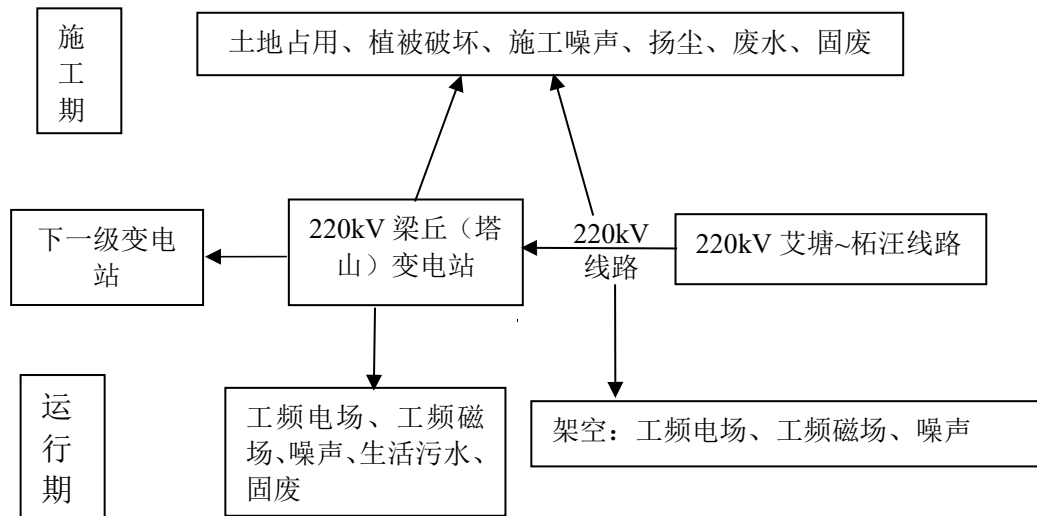 施
工
期
土地占用、植被破坏、施工噪声、扬尘、废水、固废
下一级变电
站
220kV 梁丘（塔
山）变电站
220kV
线路
220kV 艾塘~柘汪线路
运
行
期
工频电场、工频磁
场、噪声、生活污水、
固废
架空：工频电场、工频磁场、噪声